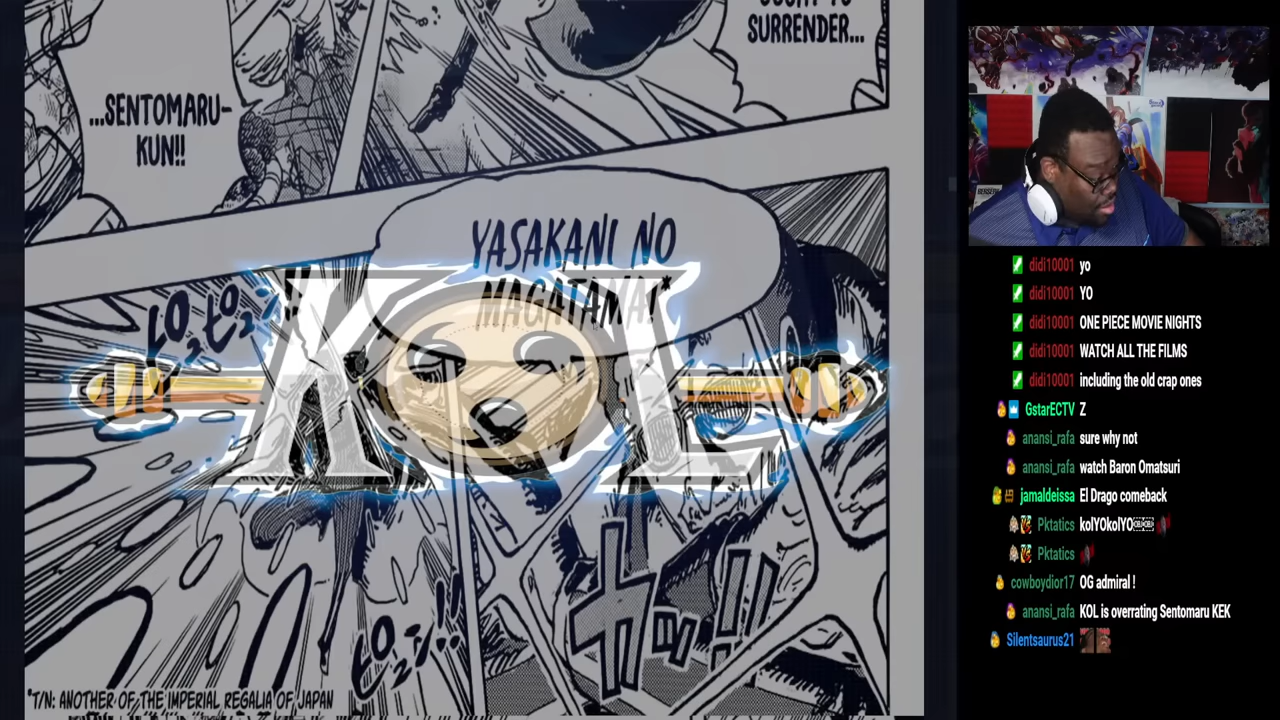 SURRENDER...
...SENTOMARU-
KUN!!
YASAKANI NO
MAGATAMA!*
KOL
*T/N: ANOTHER OF THE IMPERIAL REGALIA OF JAPAN
didi10001 yo
didi10001 YO
didi10001 ONE PIECE MOVIE NIGHTS
didi10001 WATCH ALL THE FILMS
didi10001 including the old crap ones
GstarECTV Z
anansi_rafa sure why not
anansi_rafa watch Baron Omatsuri
jamaldeissa El Drago comeback
Pktatics kolYOkolYO
Pktatics
cowboydior17 OG admiral !
anansi_rafa KOL is overrating Sentomaru KEK
Silentsaurus21